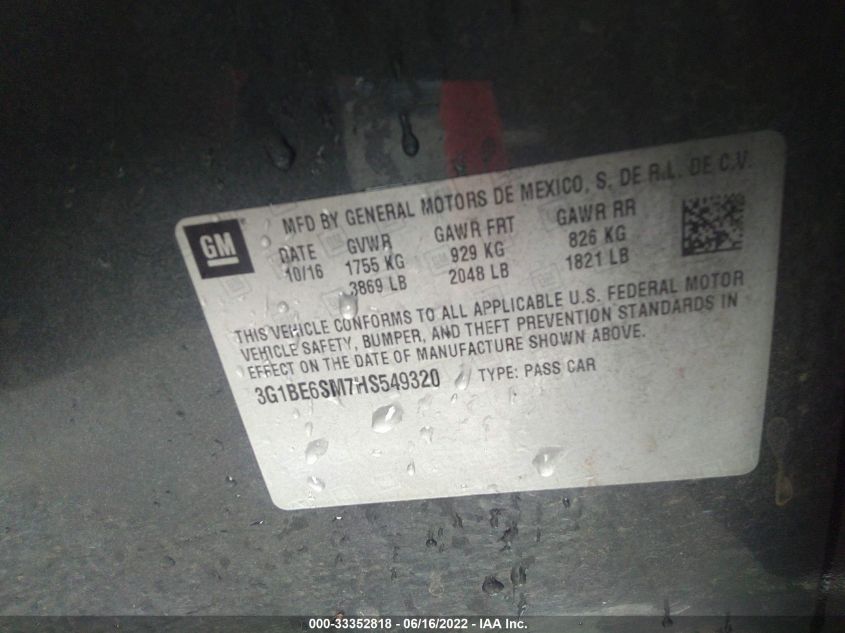 GM
MFD BY GENERAL MOTORS DE MEXICO, S. DE R.L. DE C.V.
DATE GVWR GAWR FRT GAWR RR
10/16 1755 KG 929 KG 826 KG
3869 LB 2048 LB 1821 LB
THIS VEHICLE CONFORMS TO ALL APPLICABLE U.S. FEDERAL MOTOR
VEHICLE SAFETY, BUMPER, AND THEFT PREVENTION STANDARDS IN
EFFECT ON THE DATE OF MANUFACTURE SHOWN ABOVE.
3G1BE6SM7HS549320 TYPE: PASS CAR
000-33352818 - 06/16/2022 - IAA Inc.